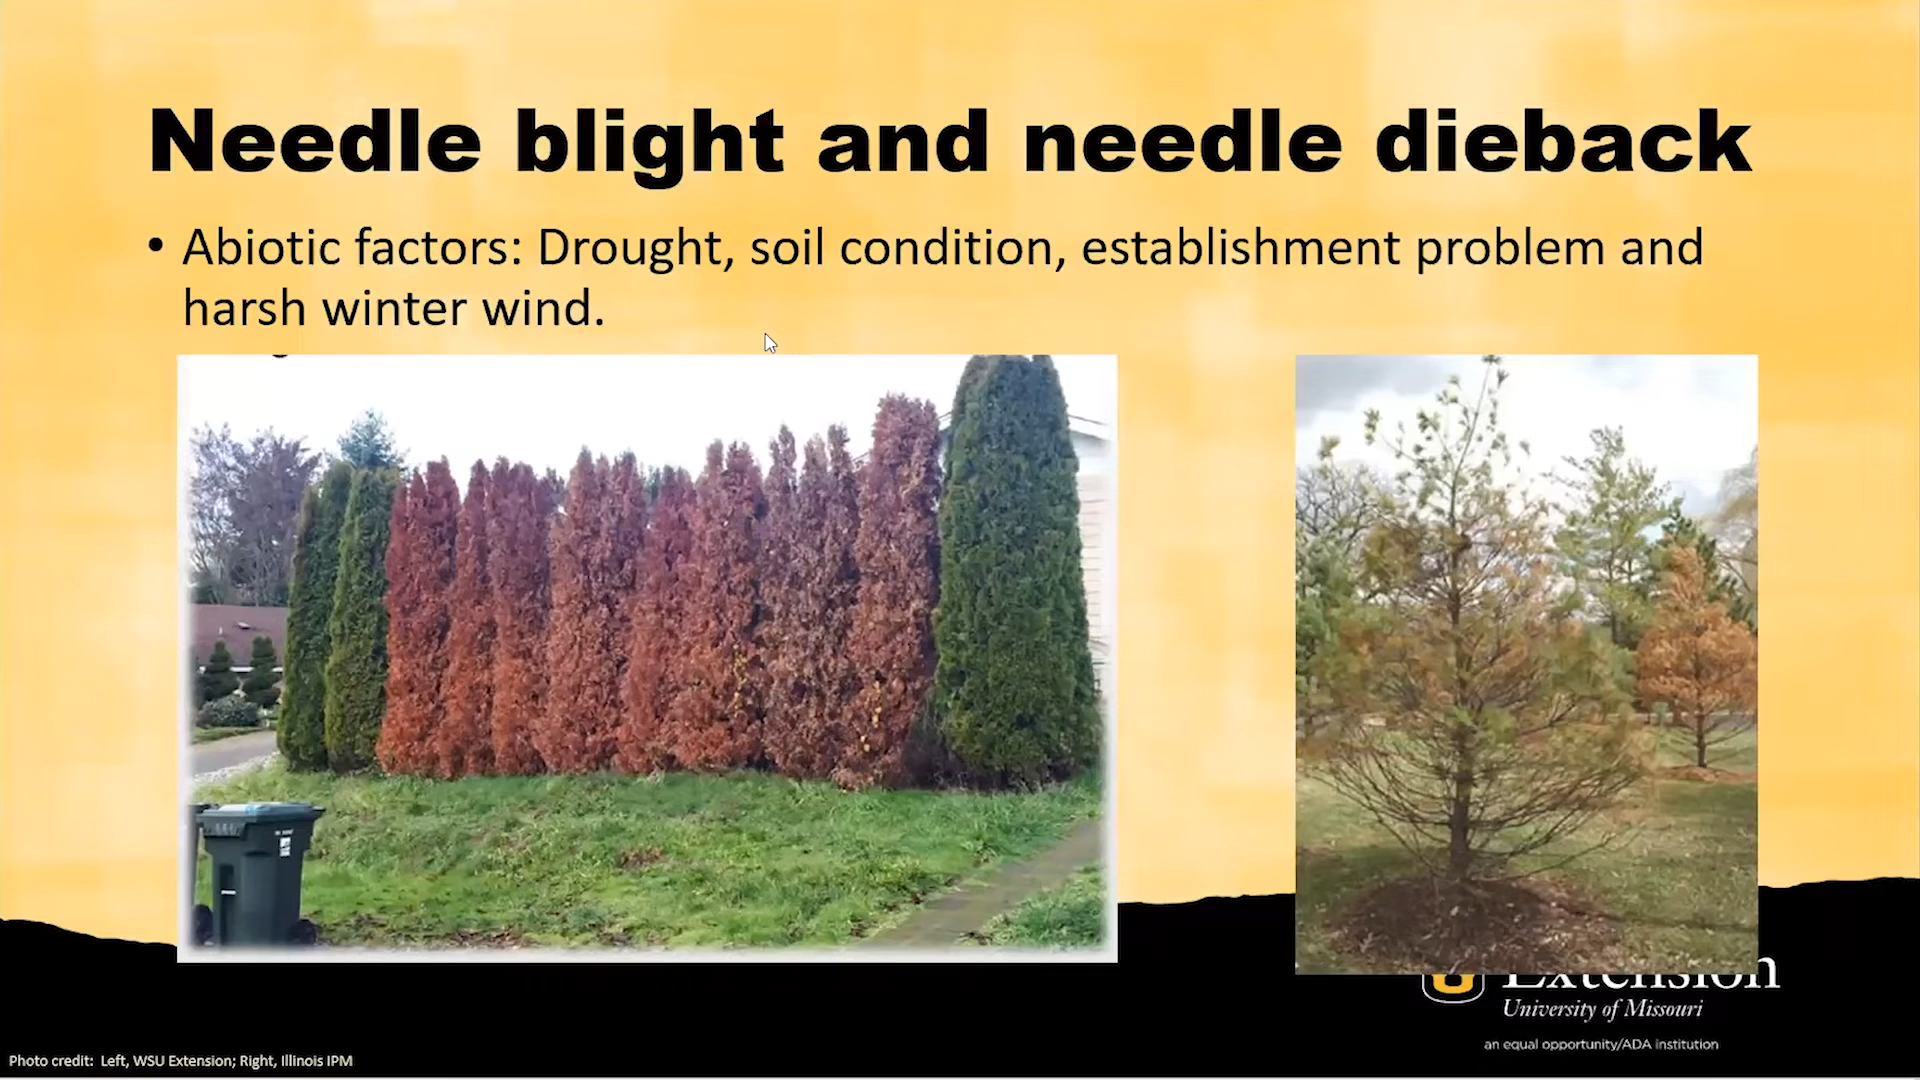 Needle blight and needle dieback
• Abiotic factors: Drought, soil condition, establishment problem and
harsh winter wind.
Extension
University of Missouri
an equal opportunity/ADA institution
Photo credit: Left, WSU Extension; Right, Illinois IPM